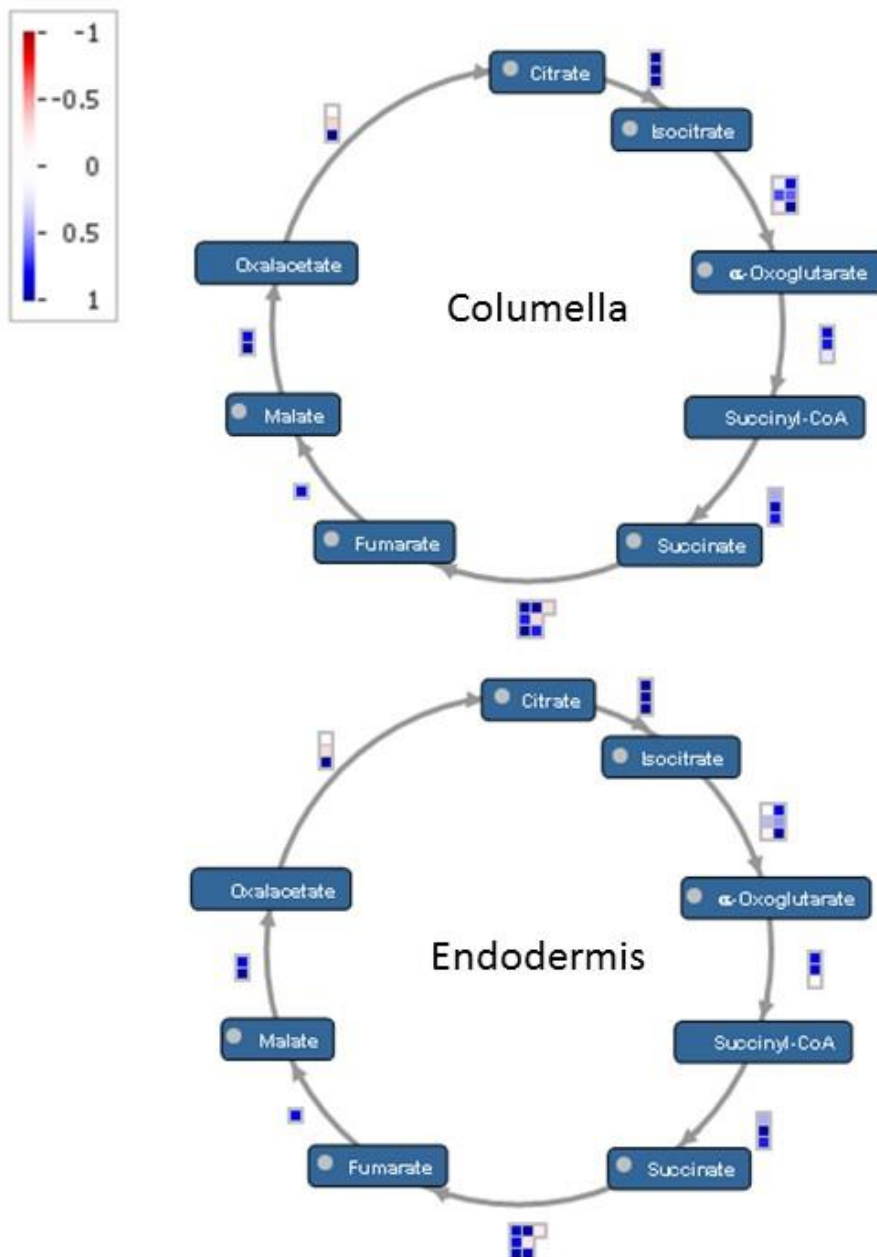 -1
-0.5
0
0.5
1
Citrate
Isocitrate
α-Oxoglutarate
Oxalacetate
Columella
Malate
Succinyl-CoA
Fumarate
Succinate
Citrate
Isocitrate
Oxalacetate
α-Oxoglutarate
Endodermis
Malate
Succinyl-CoA
Fumarate
Succinate